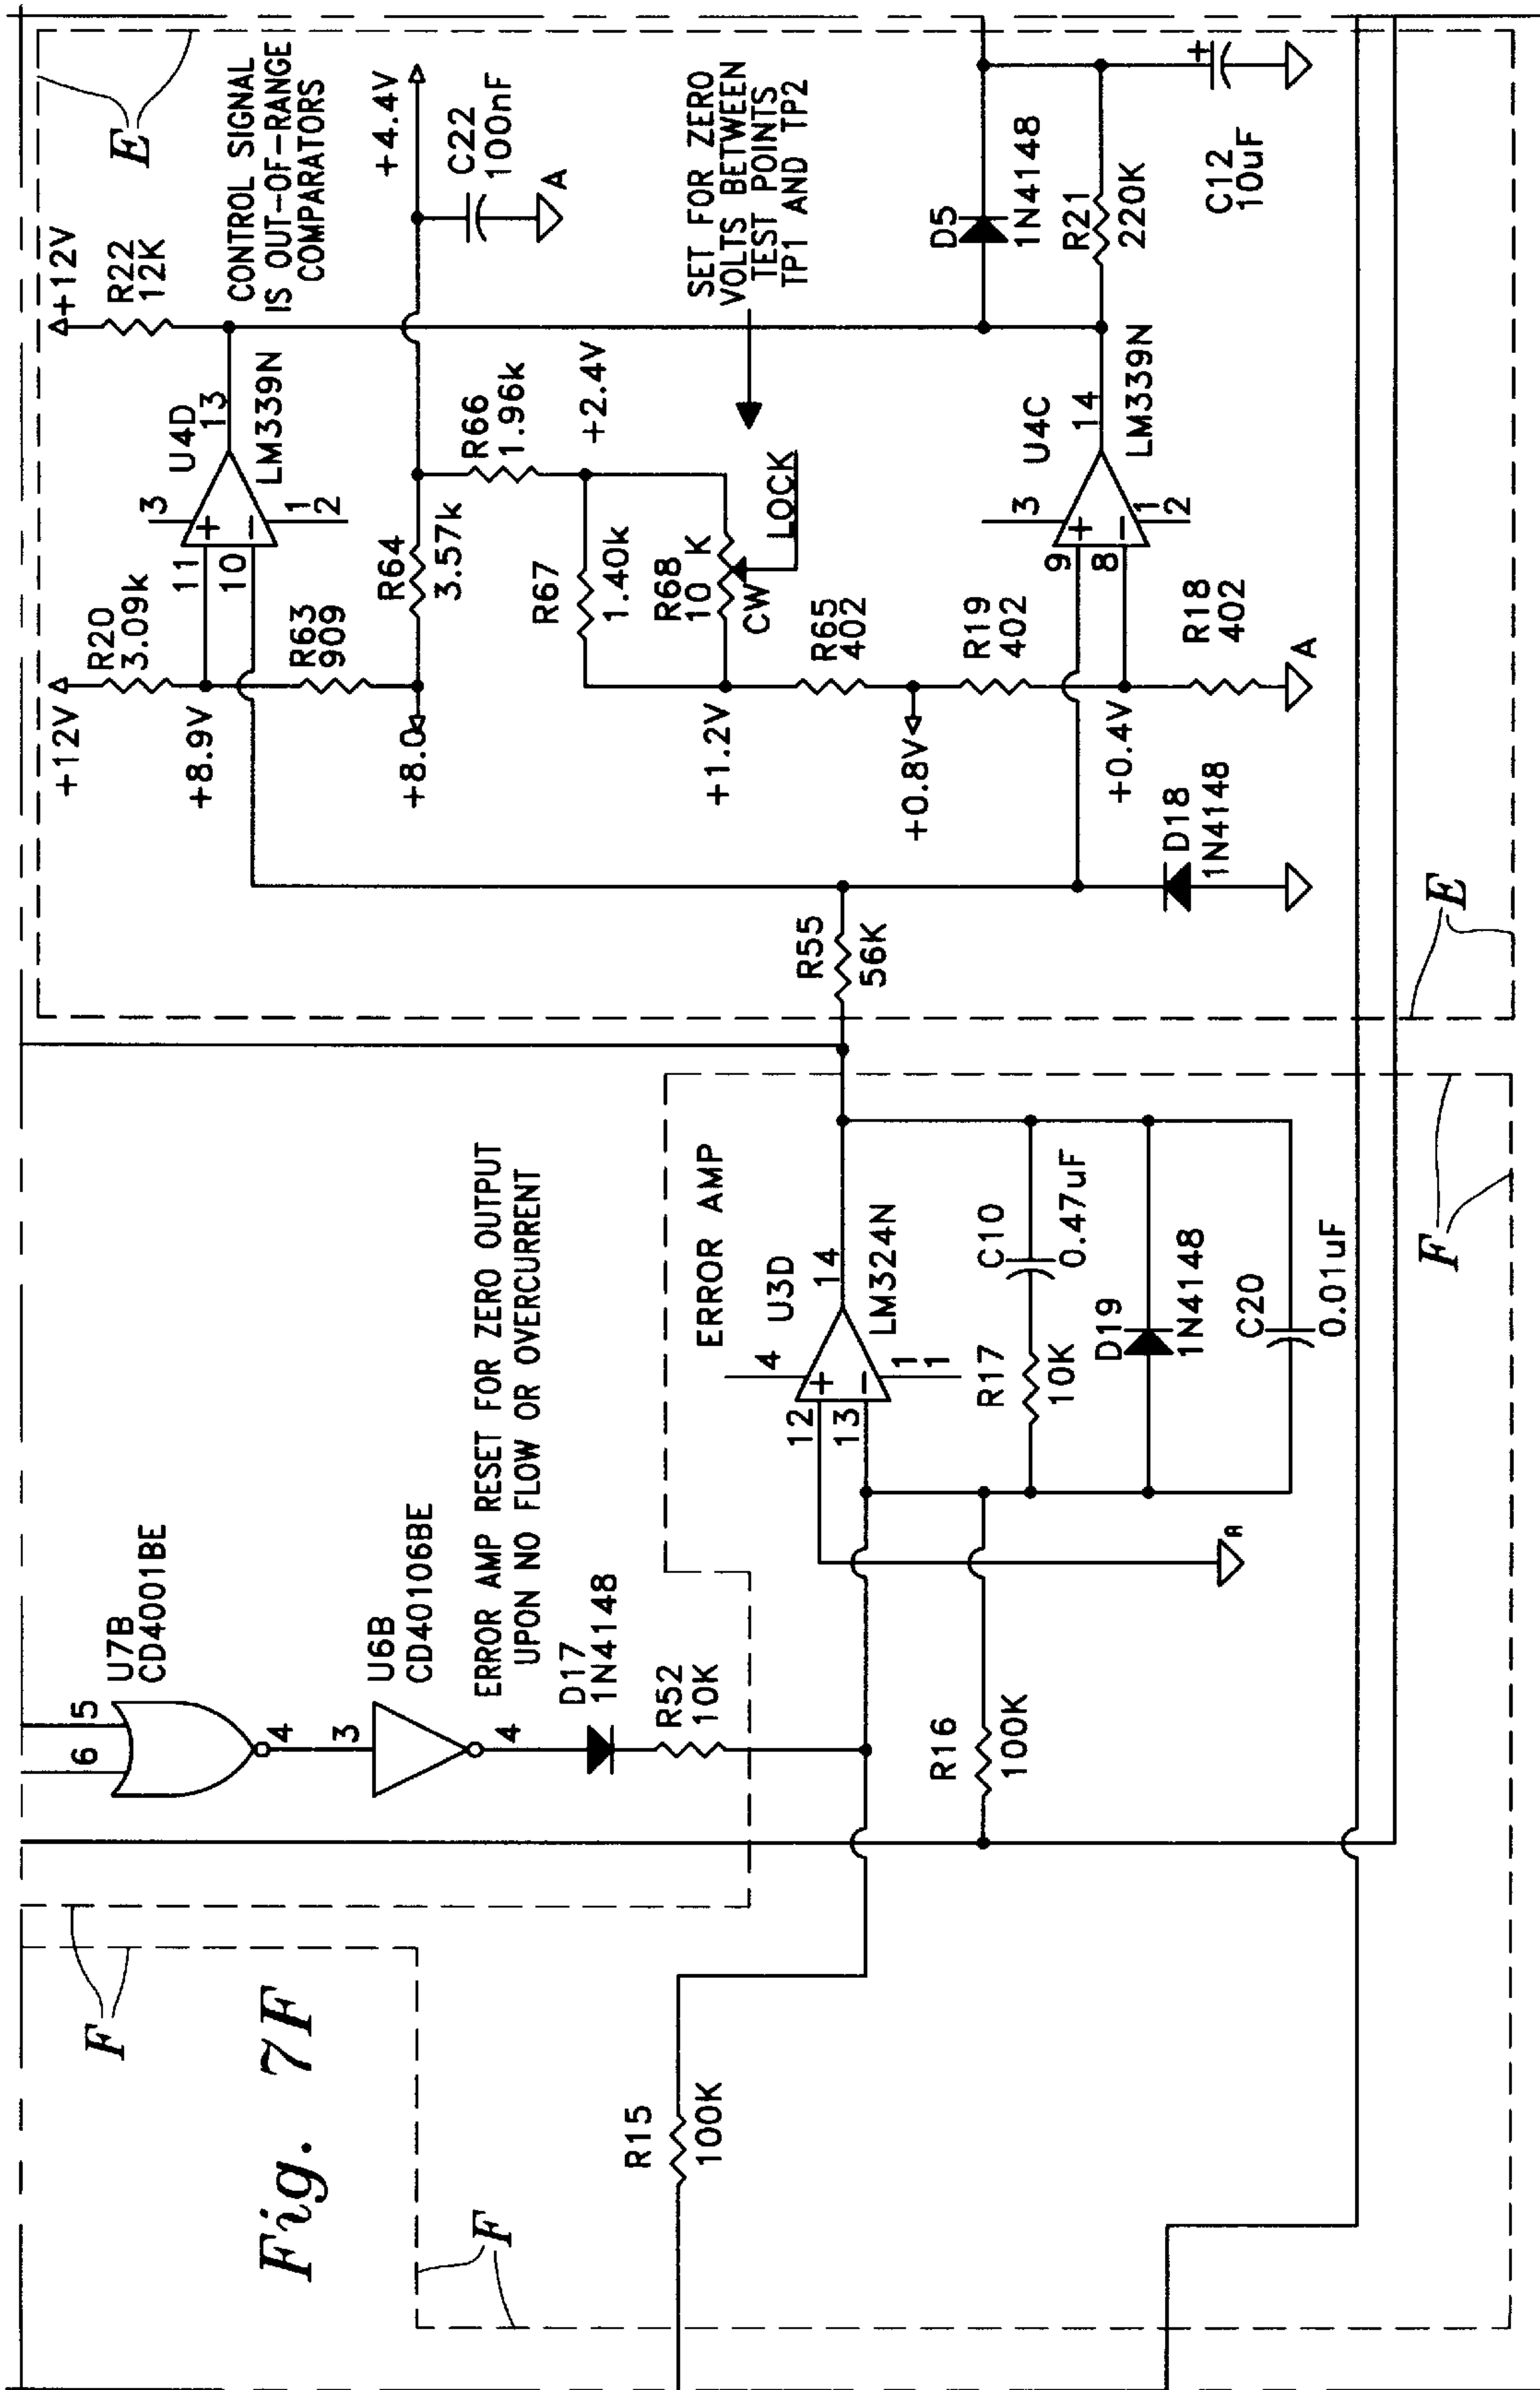 Fig. 7F
F
F
R15
100K
5
6
U7B
CD4001BE
4
3
U6B
CD40106BE
4
ERROR AMP RESET FOR ZERO OUTPUT
UPON NO FLOW OR OVERCURRENT
D17
1N4148
R52
10K
R16
100K
ERROR AMP
4
U3D
12
13
14
LM324N
11
R17
10K
C10
0.47uF
D19
1N4148
C20
0.01uF
A
F
E
+12V
R20
3.09k
+12V
R22
12K
CONTROL SIGNAL
IS OUT-OF-RANGE
COMPARATORS
+8.9V
11
10
3
U4D
13
LM339N
12
R63
909
+8.0
R64
3.57k
+4.4V
C22
100nF
A
R66
1.96k
+2.4V
R67
1.40k
R68
10 K
CW
LOCK
SET FOR ZERO
VOLTS BETWEEN
TEST POINTS
TP1 AND TP2
+1.2V
R65
402
+0.8V
R19
402
R55
56K
9
8
3
U4C
14
LM339N
12
+0.4V
R18
402
A
D18
1N4148
D5
1N4148
R21
220K
+
C12
10uF
E